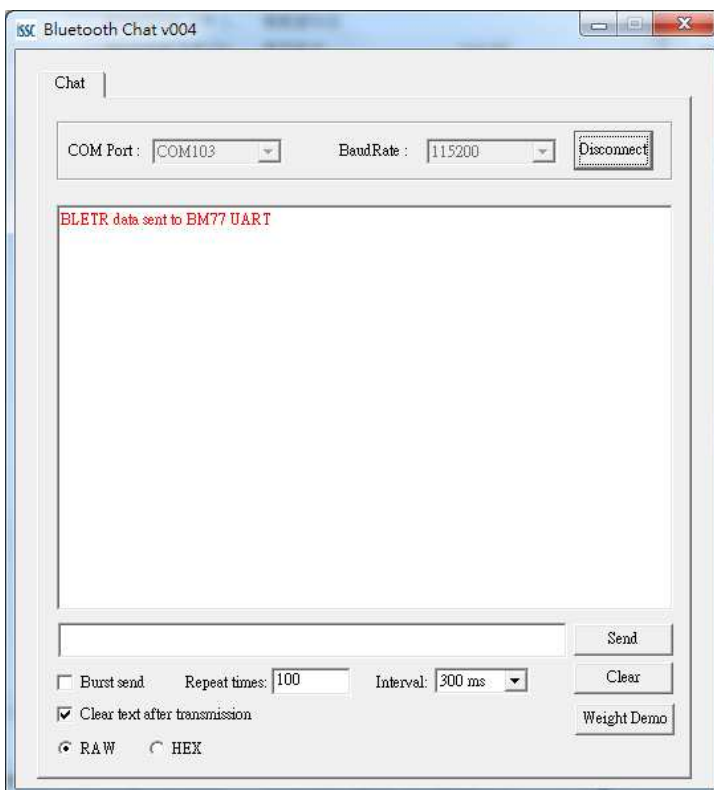 ISSC Bluetooth Chat v004
Chat
COM Port : COM103 BaudRate : 115200 Disconnect
BLETR data sent to BM77 UART
Send
Burst send Repeat times: 100 Interval: 300 ms Clear
Clear text after transmission Weight Demo
RAW HEX